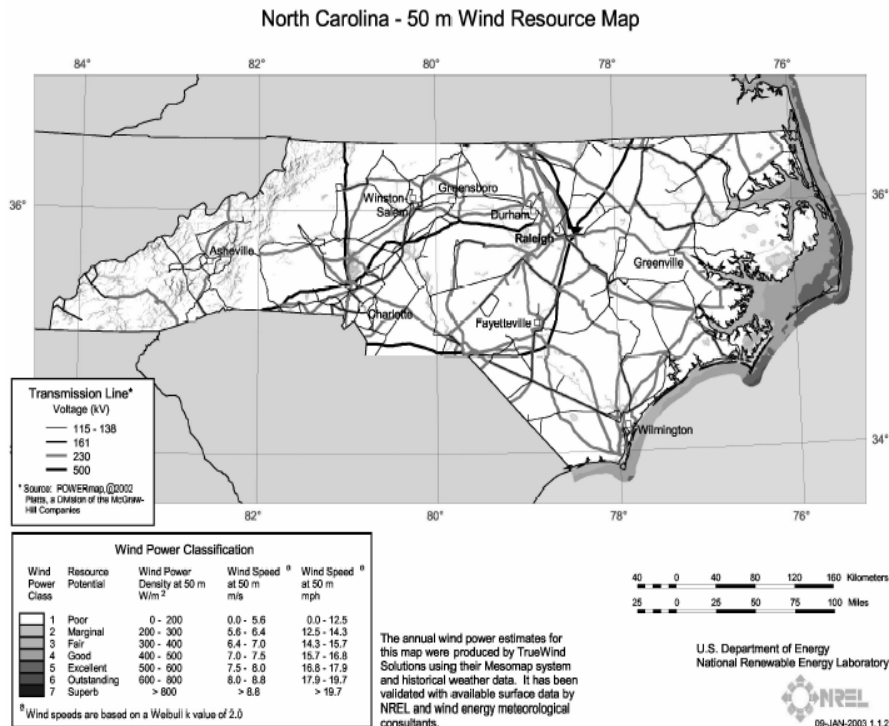 North Carolina - 50 m Wind Resource Map
84° 82° 80° 78° 76°
36° 36°
Winston-
Salem
Greensboro
Durham
Raleigh
Asheville
Greenville
Charlotte
Fayetteville
Wilmington
34°
84° 82° 80° 78° 76°
Transmission Line*
Voltage (kV)
115 - 138
161
230
500
* Source: POWERmap, ©2002
Platts, a Division of the McGraw-
Hill Companies
Wind Power Classification
Wind Resource Wind Power Wind Speed ᵃ Wind Speed ᵃ
Power Potential Density at 50 m at 50 m at 50 m
Class W/m 2 m/s mph
1 Poor 0 - 200 0.0 - 5.6 0.0 - 12.5
2 Marginal 200 - 300 5.6 - 6.4 12.5 - 14.3
3 Fair 300 - 400 6.4 - 7.0 14.3 - 15.7
4 Good 400 - 500 7.0 - 7.5 15.7 - 16.8
5 Excellent 500 - 600 7.5 - 8.0 16.8 - 17.9
6 Outstanding 600 - 800 8.0 - 8.8 17.9 - 19.7
7 Superb > 800 > 8.8 > 19.7
ᵃ Wind speeds are based on a Weibull k value of 2.0
The annual wind power estimates for
this map were produced by TrueWind
Solutions using their Mesomap system
and historical weather data. It has been
validated with available surface data by
NREL and wind energy meteorological
consultants.
40 0 40 80 120 160 Kilometers
25 0 25 50 75 100 Miles
U.S. Department of Energy
National Renewable Energy Laboratory
NREL
09-JAN-2003 1.1.2